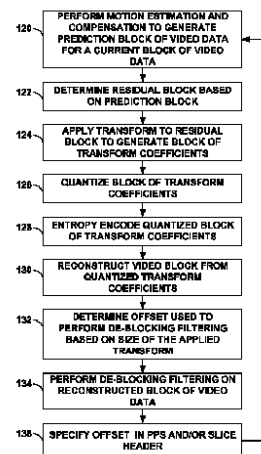 120
PERFORM MOTION ESTIMATION AND
COMPENSATION TO GENERATE
PREDICTION BLOCK OF VIDEO DATA
FOR A CURRENT BLOCK OF VIDEO
DATA
122
DETERMINE RESIDUAL BLOCK BASED
ON PREDICTION BLOCK
124
APPLY TRANSFORM TO RESIDUAL
BLOCK TO GENERATE BLOCK OF
TRANSFORM COEFFICIENTS
126
QUANTIZE BLOCK OF TRANSFORM
COEFFICIENTS
128
ENTROPY ENCODE QUANTIZED BLOCK
OF TRANSFORM COEFFICIENTS
130
RECONSTRUCT VIDEO BLOCK FROM
QUANTIZED TRANSFORM
COEFFICIENTS
132
DETERMINE OFFSET USED TO
PERFORM DE-BLOCKING FILTERING
BASED ON SIZE OF THE APPLIED
TRANSFORM
134
PERFORM DE-BLOCKING FILTERING ON
RECONSTRUCTED BLOCK OF VIDEO
DATA
136
SPECIFY OFFSET IN PPS AND/OR SLICE
HEADER